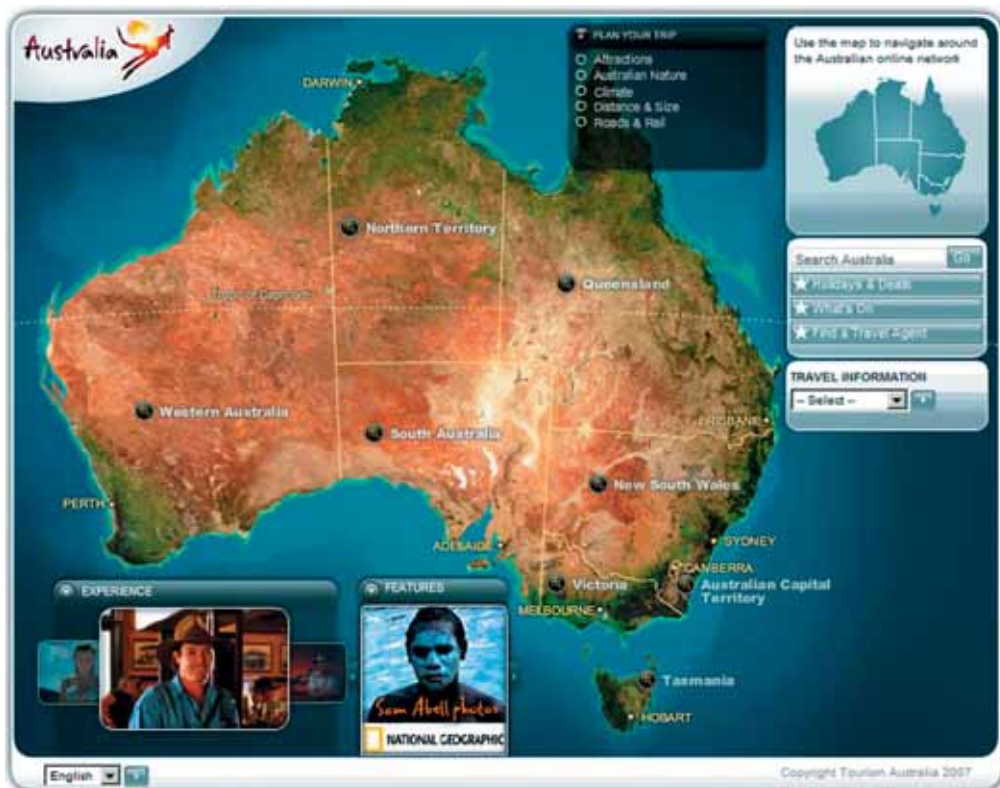 Australia
PLAN YOUR TRIP
Attractions
Australian Nature
Climate
Distance & Size
Roads & Rail
Use the map to navigate around
the Australian online network
DARWIN
Northern Territory
Queensland
Tropic of Capricorn
Search Australia
Go
Holidays & Deals
What's On
Find a Travel Agent
TRAVEL INFORMATION
-- Select --
Western Australia
South Australia
BRISBANE
New South Wales
PERTH
ADELAIDE
SYDNEY
CANBERRA
Victoria
Australian Capital
Territory
MELBOURNE
EXPERIENCE
FEATURES
Sam Abell photos
NATIONAL GEOGRAPHIC
Tasmania
HOBART
English
Copyright Tourism Australia 2007